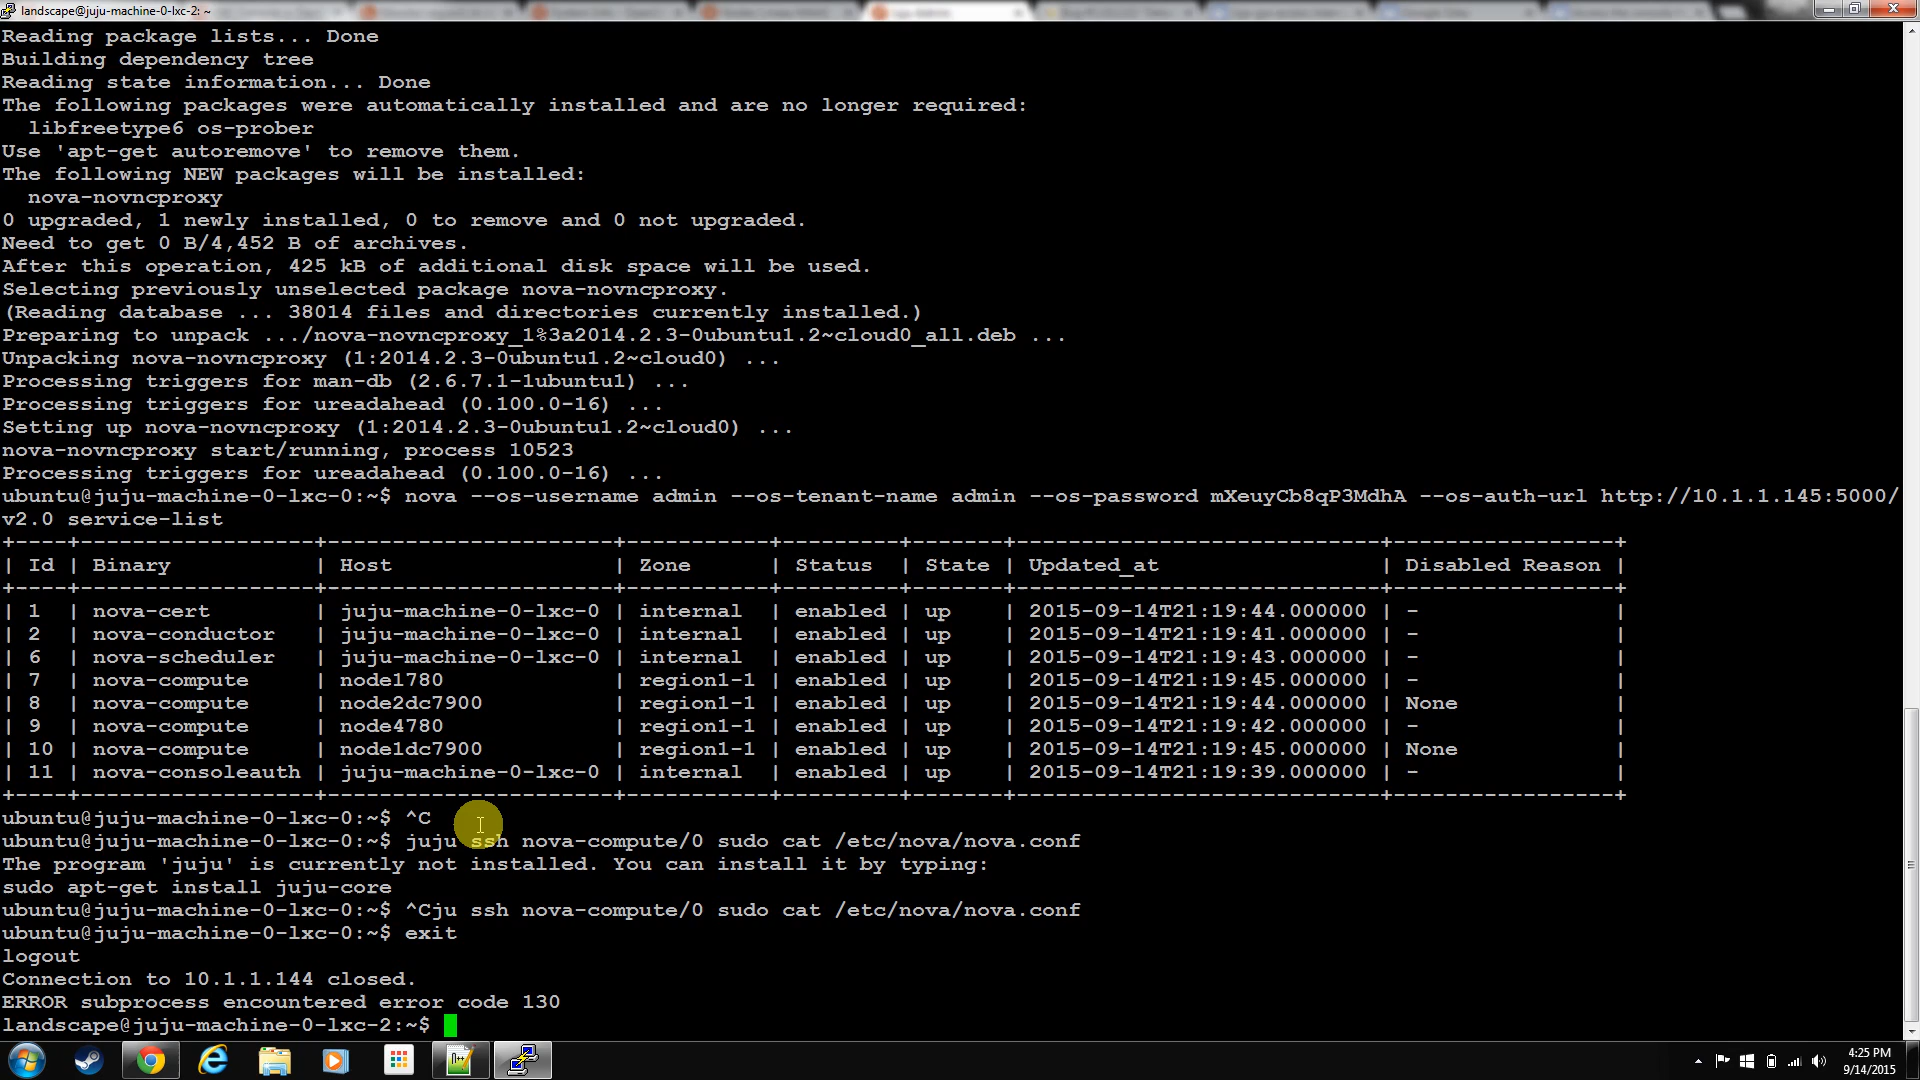 landscape@juju-machine-0-lxc-2: ~
Reading package lists... Done
Building dependency tree
Reading state information... Done
The following packages were automatically installed and are no longer required:
  libfreetype6 os-prober
Use 'apt-get autoremove' to remove them.
The following NEW packages will be installed:
  nova-novncproxy
0 upgraded, 1 newly installed, 0 to remove and 0 not upgraded.
Need to get 0 B/4,452 B of archives.
After this operation, 425 kB of additional disk space will be used.
Selecting previously unselected package nova-novncproxy.
(Reading database ... 38014 files and directories currently installed.)
Preparing to unpack .../nova-novncproxy_1%3a2014.2.3-0ubuntu1.2~cloud0_all.deb ...
Unpacking nova-novncproxy (1:2014.2.3-0ubuntu1.2~cloud0) ...
Processing triggers for man-db (2.6.7.1-1ubuntu1) ...
Processing triggers for ureadahead (0.100.0-16) ...
Setting up nova-novncproxy (1:2014.2.3-0ubuntu1.2~cloud0) ...
nova-novncproxy start/running, process 10523
Processing triggers for ureadahead (0.100.0-16) ...
ubuntu@juju-machine-0-lxc-0:~$ nova --os-username admin --os-tenant-name admin --os-password mXeuyCb8qP3MdhA --os-auth-url http://10.1.1.145:5000/
v2.0 service-list
+----+------------------+----------------------+------------+---------+-------+----------------------------+-----------------+
| Id | Binary           | Host                 | Zone       | Status  | State | Updated_at                 | Disabled Reason |
+----+------------------+----------------------+------------+---------+-------+----------------------------+-----------------+
| 1  | nova-cert        | juju-machine-0-lxc-0 | internal   | enabled | up    | 2015-09-14T21:19:44.000000 | -               |
| 2  | nova-conductor   | juju-machine-0-lxc-0 | internal   | enabled | up    | 2015-09-14T21:19:41.000000 | -               |
| 6  | nova-scheduler   | juju-machine-0-lxc-0 | internal   | enabled | up    | 2015-09-14T21:19:43.000000 | -               |
| 7  | nova-compute     | node1780             | region1-1  | enabled | up    | 2015-09-14T21:19:45.000000 | -               |
| 8  | nova-compute     | node2dc7900          | region1-1  | enabled | up    | 2015-09-14T21:19:44.000000 | None            |
| 9  | nova-compute     | node4780             | region1-1  | enabled | up    | 2015-09-14T21:19:42.000000 | -               |
| 10 | nova-compute     | node1dc7900          | region1-1  | enabled | up    | 2015-09-14T21:19:45.000000 | None            |
| 11 | nova-consoleauth | juju-machine-0-lxc-0 | internal   | enabled | up    | 2015-09-14T21:19:39.000000 | -               |
+----+------------------+----------------------+------------+---------+-------+----------------------------+-----------------+
ubuntu@juju-machine-0-lxc-0:~$ ^C
ubuntu@juju-machine-0-lxc-0:~$ juju ssh nova-compute/0 sudo cat /etc/nova/nova.conf
The program 'juju' is currently not installed. You can install it by typing:
sudo apt-get install juju-core
ubuntu@juju-machine-0-lxc-0:~$ ^Cju ssh nova-compute/0 sudo cat /etc/nova/nova.conf
ubuntu@juju-machine-0-lxc-0:~$ exit
logout
Connection to 10.1.1.144 closed.
ERROR subprocess encountered error code 130
landscape@juju-machine-0-lxc-2:~$
4:25 PM
9/14/2015